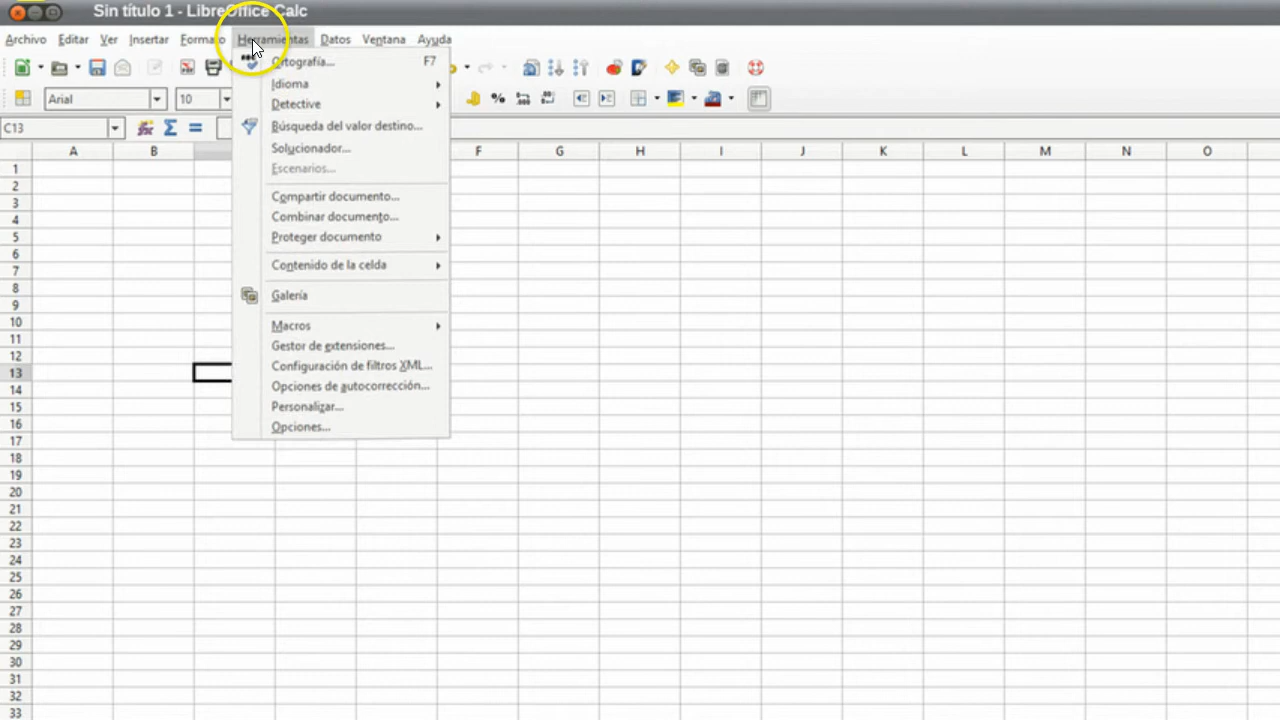 Sin título 1 - LibreOffice Calc
Archivo Editar Ver Insertar Formato Herramientas Datos Ventana Ayuda
Arial 10 %
C13
Ortografía... F7
Idioma
Detective
Búsqueda del valor destino...
Solucionador...
Escenarios...
Compartir documento...
Combinar documento...
Proteger documento
Contenido de la celda
Galería
Macros
Gestor de extensiones...
Configuración de filtros XML...
Opciones de autocorrección...
Personalizar...
Opciones...
A B F G H I J K L M N O
1
2
3
4
5
6
7
8
9
10
11
12
13
14
15
16
17
18
19
20
21
22
23
24
25
26
27
28
29
30
31
32
33